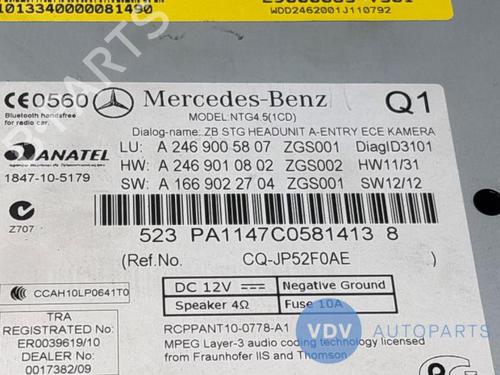 101334000008149​0
WDD2462001J110792
CE0560
Bluetooth handsfree
for radio car.
Mercedes-Benz
Q1
MODEL:NTG4.5(1CD)
Dialog-name: ZB STG HEADUNIT A-ENTRY ECE KAMERA
ANATEL
1847-10-5179
LU: A 246 900 58 07 ZGS001 DiagID3101
HW: A 246 901 08 02 ZGS002 HW11/31
SW: A 166 902 27 04 ZGS001 SW12/12
Z707
523 PA1147C0581413 8
(Ref.No. CQ-JP52F0AE )
CCAH10LP0641T0
DC 12V Negative Ground
Speaker 4Ω Fuse 10A
TRA
REGISTERED No:
ER0039619/10
DEALER No:
0017382/09
RCPPANT10-0778-A1
MPEG Layer-3 audio coding technology licensed
from Fraunhofer IIS and Thomson
VDV AUTOPARTS